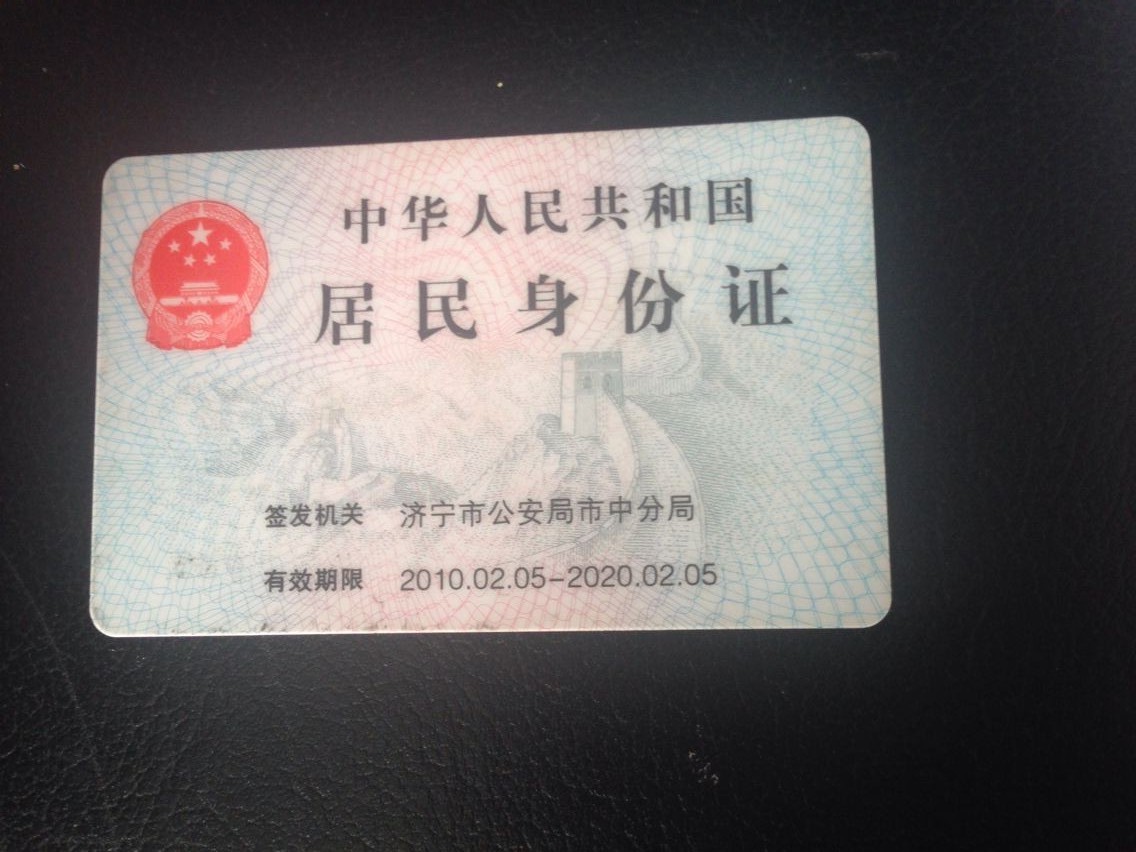 中华人民共和国
居民身份证
签发机关 济宁市公安局市中分局
有效期限 2010.02.05-2020.02.05